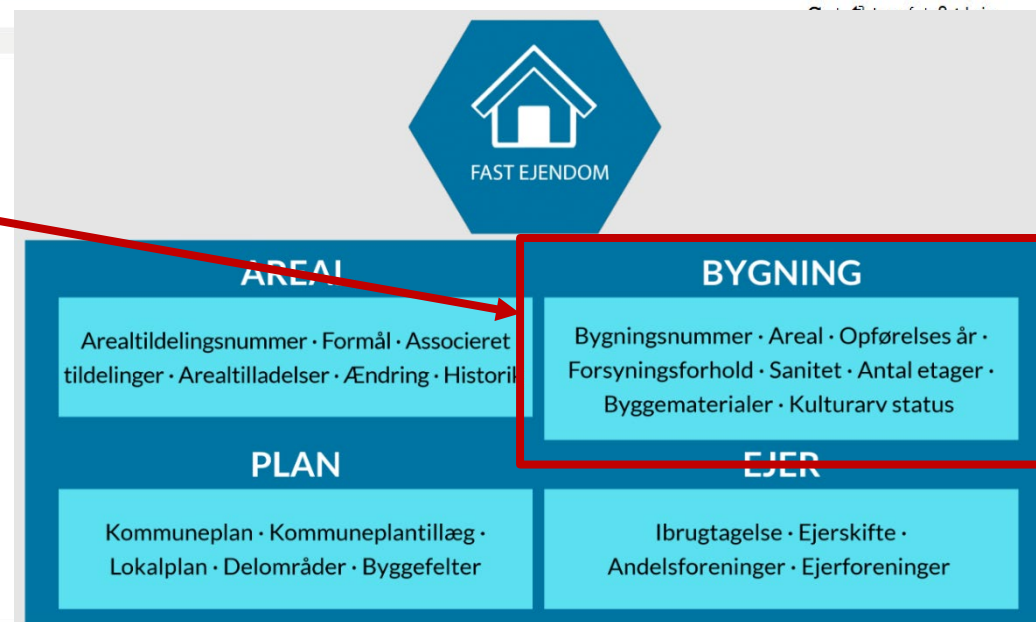 FAST EJENDOM
AREAL
Arealtildelingsnummer · Formål · Associeret
tildelinger · Arealtilladelser · Ændring · Historik
BYGNING
Bygningsnummer · Areal · Opførelses år ·
Forsyningsforhold · Sanitet · Antal etager ·
Byggematerialer · Kulturarv status
PLAN
Kommuneplan · Kommuneplantillæg ·
Lokalplan · Delområder · Byggefelter
EJER
Ibrugtagelse · Ejerskifte ·
Andelsforeninger · Ejerforeninger